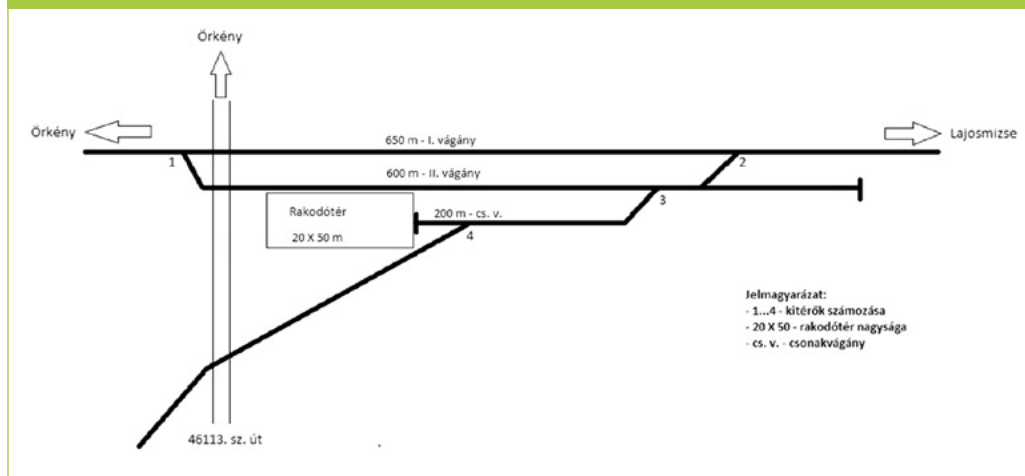 Örkény
Örkény
Lajosmizse
650 m - I. vágány
1
2
600 m - II. vágány
3
Rakodótér
20 X 50 m
200 m - cs. v.
4
Jelmagyarázat:
- 1...4 - kitérők számozása
- 20 X 50 - rakodótér nagysága
- cs. v. - csonakvágány
46113. sz. út